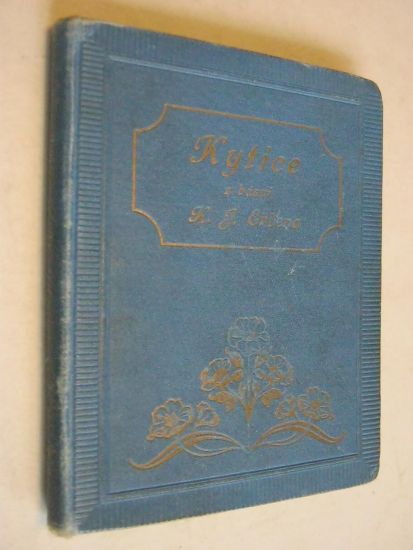 Kytice
z básní
K. J. Erbena